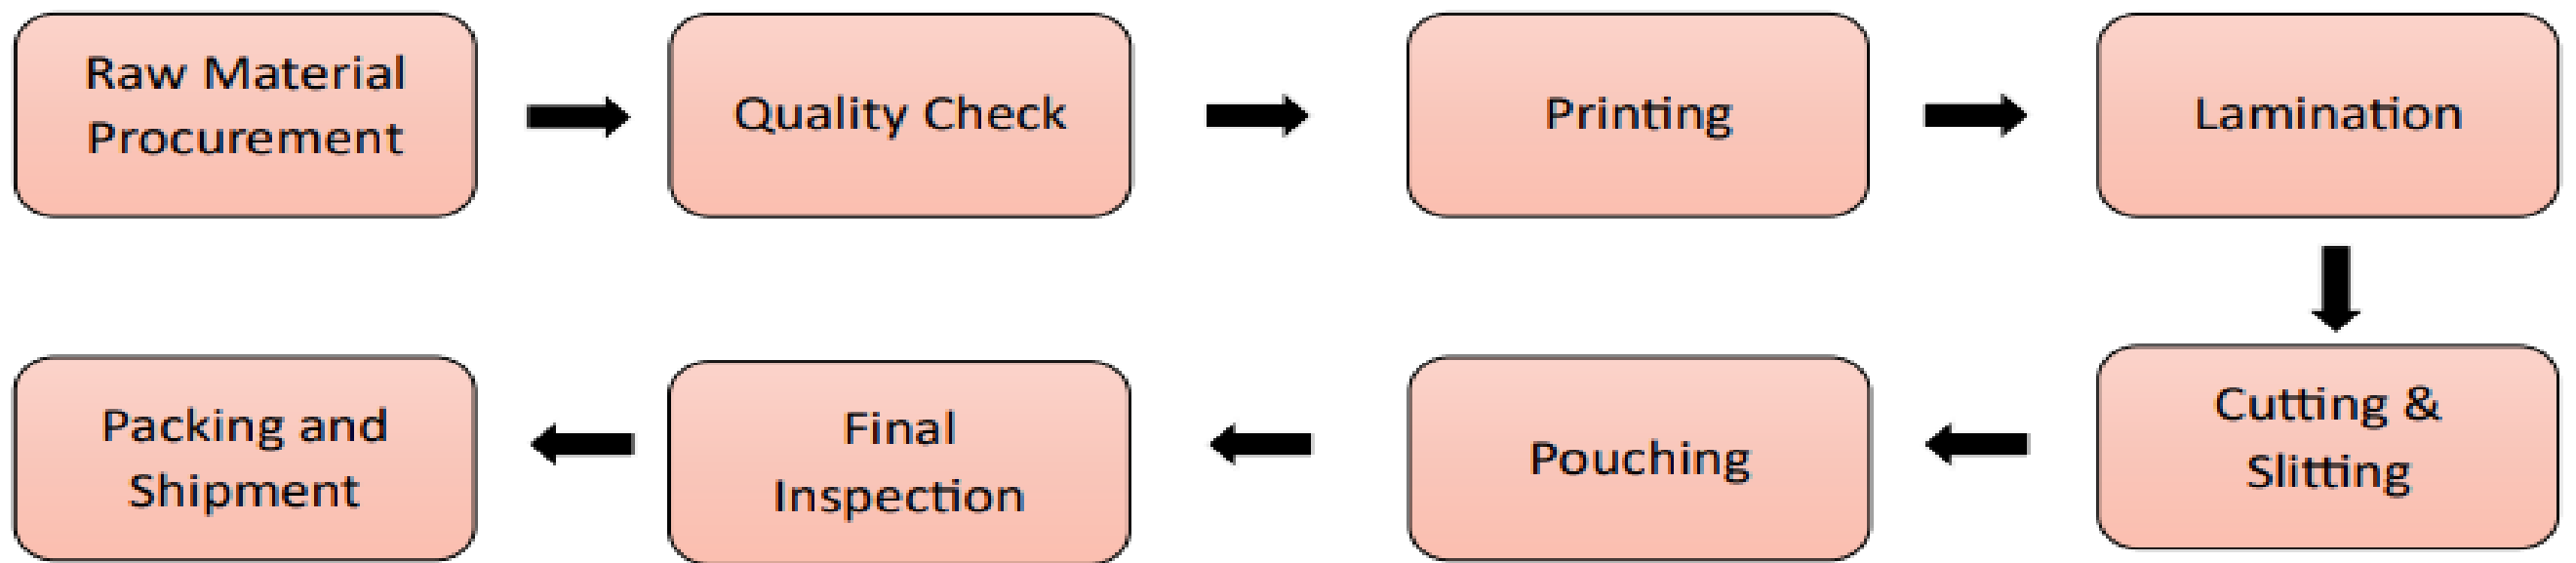 Raw Material
Procurement
Quality Check
Printing
Lamination
Cutting &
Slitting
Pouching
Final
Inspection
Packing and
Shipment